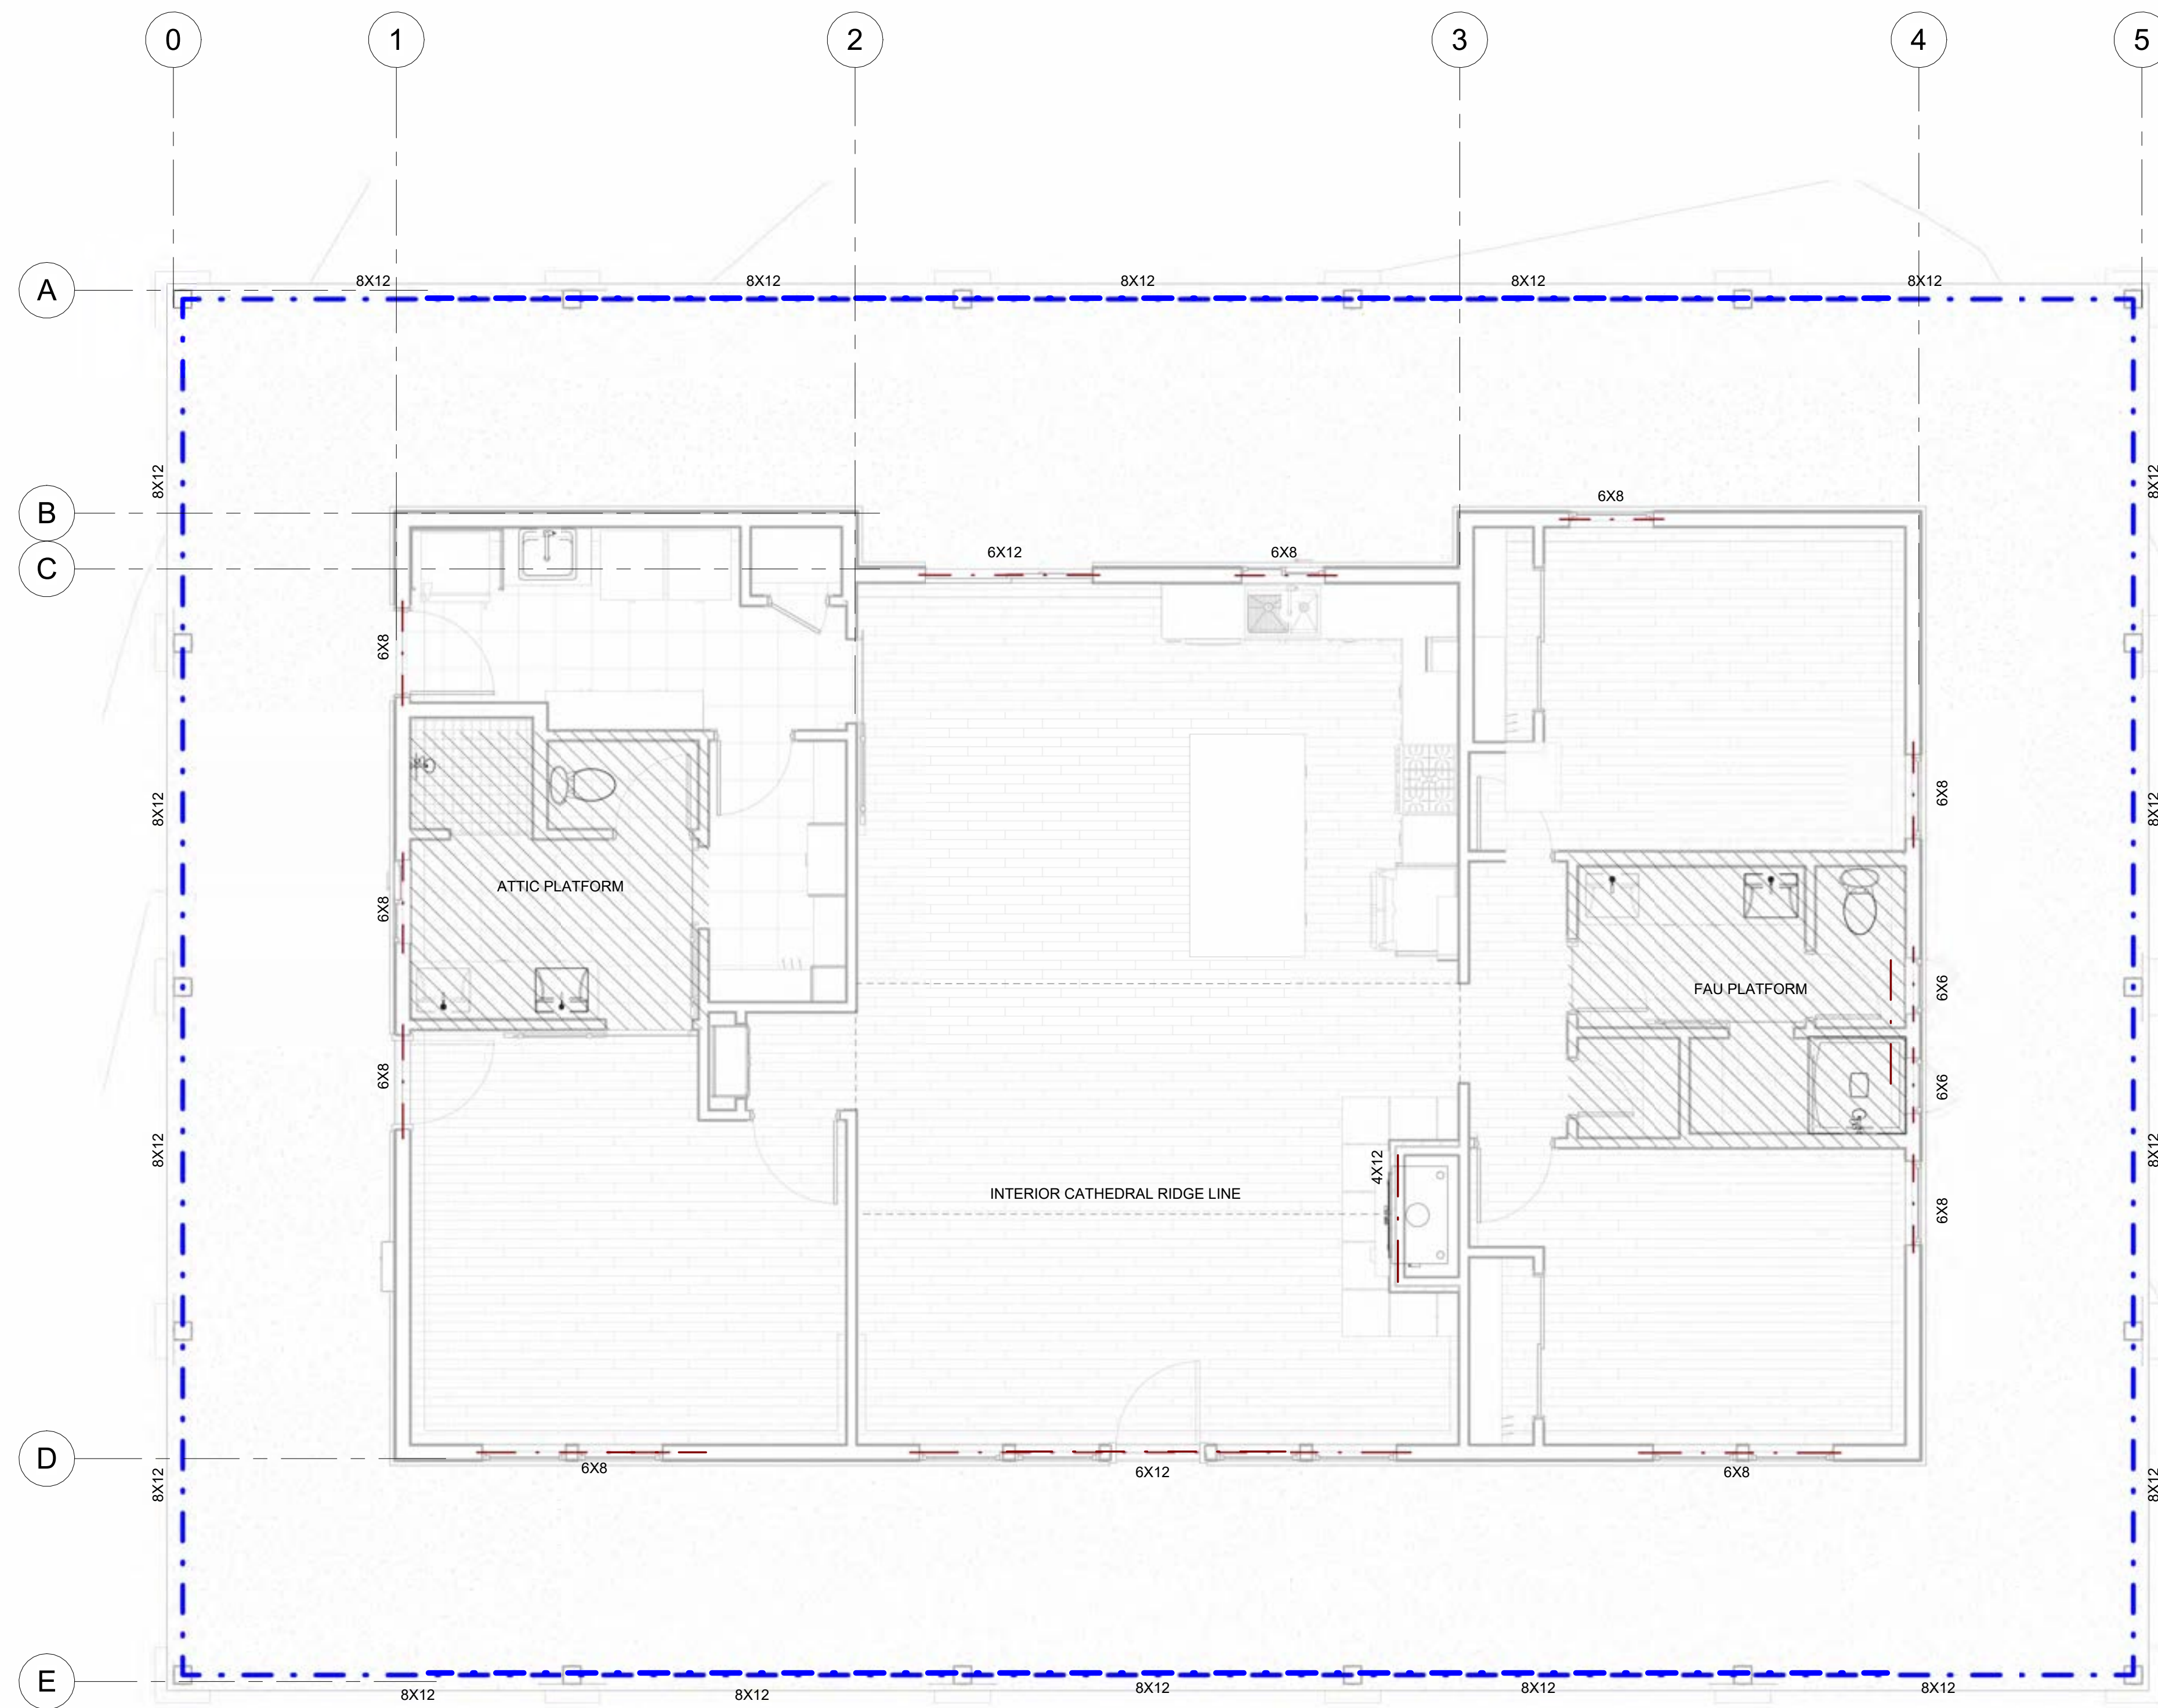 0 1 2 3 4 5
A
8X12 8X12 8X12 8X12 8X12
8X12 8X12
B
6X8
C
6X12 6X8
6X8
6X8
8X12 8X12
ATTIC PLATFORM
6X8
FAU PLATFORM
6X6
6X8
6X6
8X12 8X12
4X12
INTERIOR CATHEDRAL RIDGE LINE
6X8
D
6X8 6X12 6X8
8X12 8X12
E
8X12 8X12 8X12 8X12 8X12